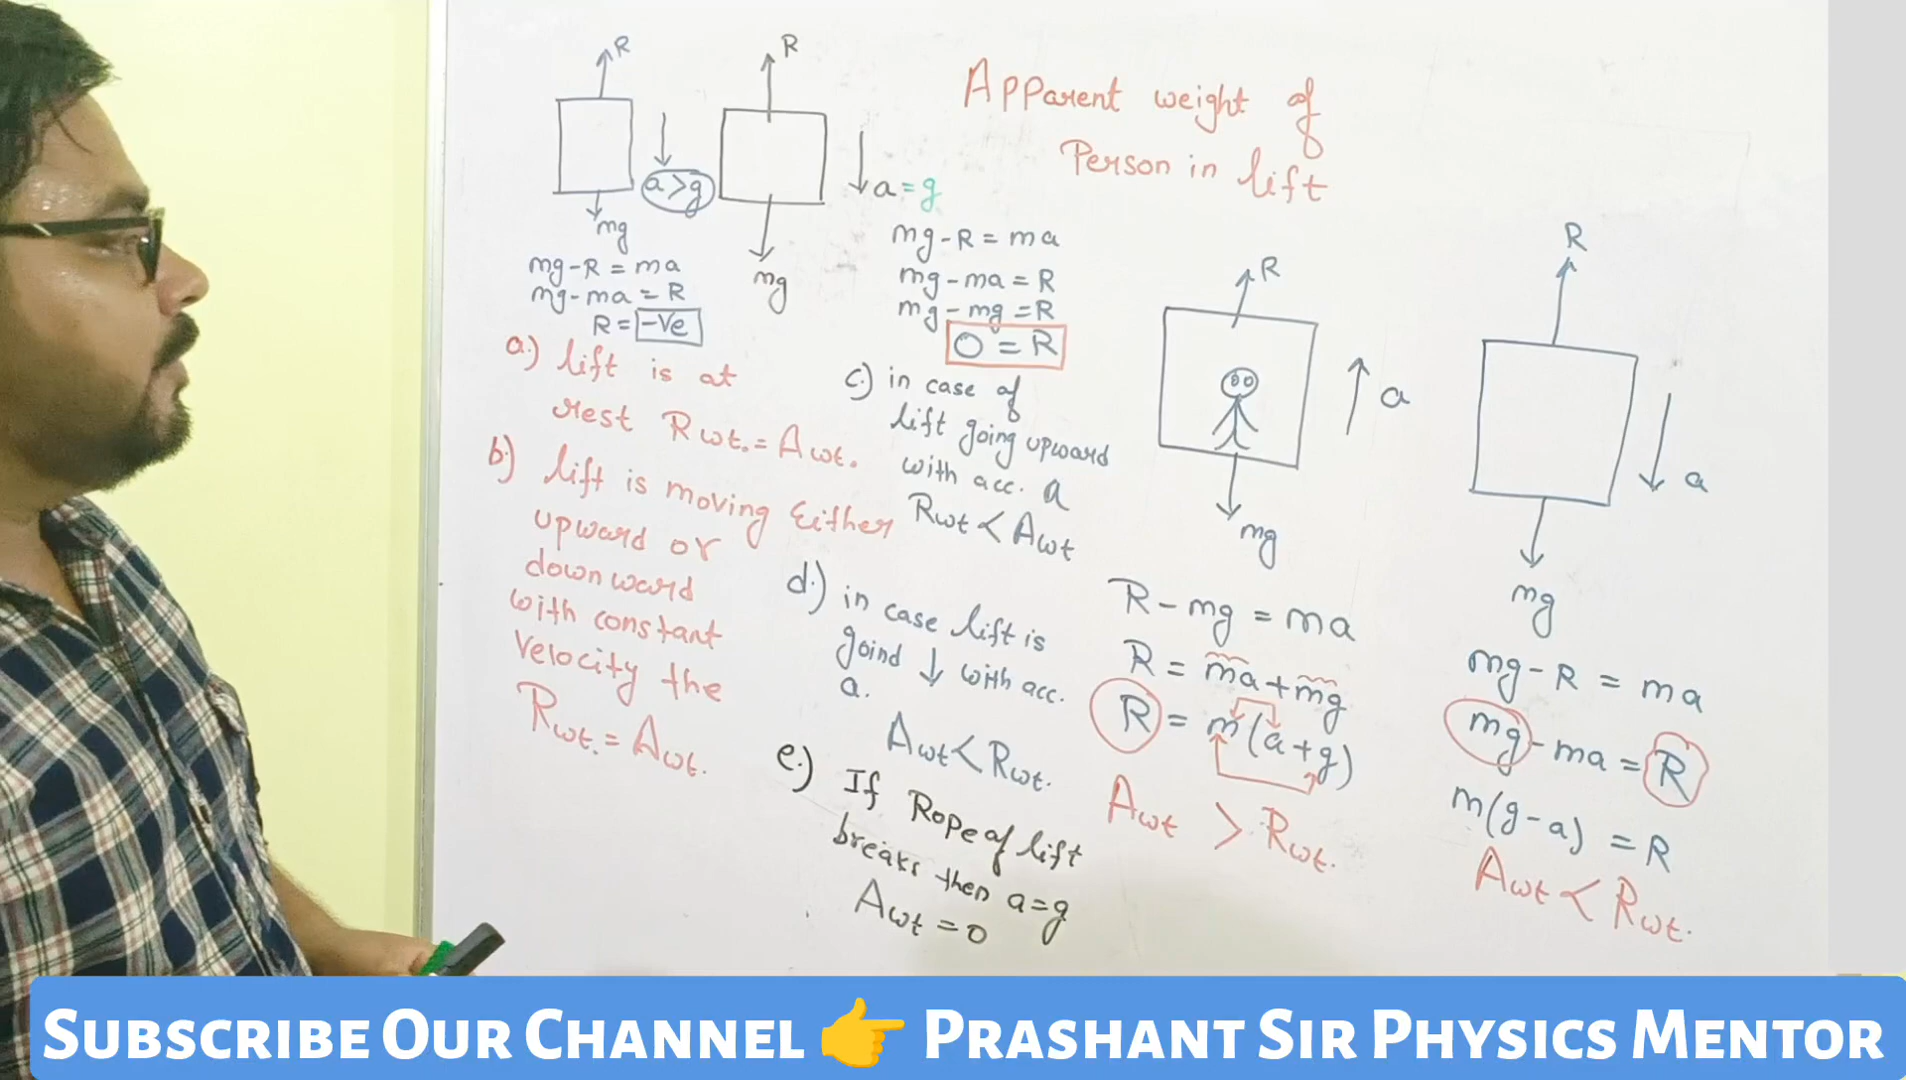 Apparent weight of
Person in lift
R
a>g
mg
mg-R = ma
mg-ma = R
R = -ve
R
a=g
mg
mg-R = ma
mg-ma = R
mg-mg = R
0 = R
a.) lift is at
rest Rwt. = Awt.
b.) lift is moving Either
upward or
downward
with constant
velocity the
Rwt. = Awt.
c.) in case of
lift going upward
with acc. a
Rwt < Awt
d.) in case lift is
goind ↓ with acc.
a.
Awt < Rwt.
e.) If Rope of lift
breaks then a=g
Awt = 0
R
a
mg
R - mg = ma
R = ma+mg
R = m(a+g)
Awt > Rwt.
R
a
mg
mg-R = ma
mg-ma = R
m(g-a) = R
Awt < Rwt.
SUBSCRIBE OUR CHANNEL 👉 PRASHANT SIR PHYSICS MENTOR